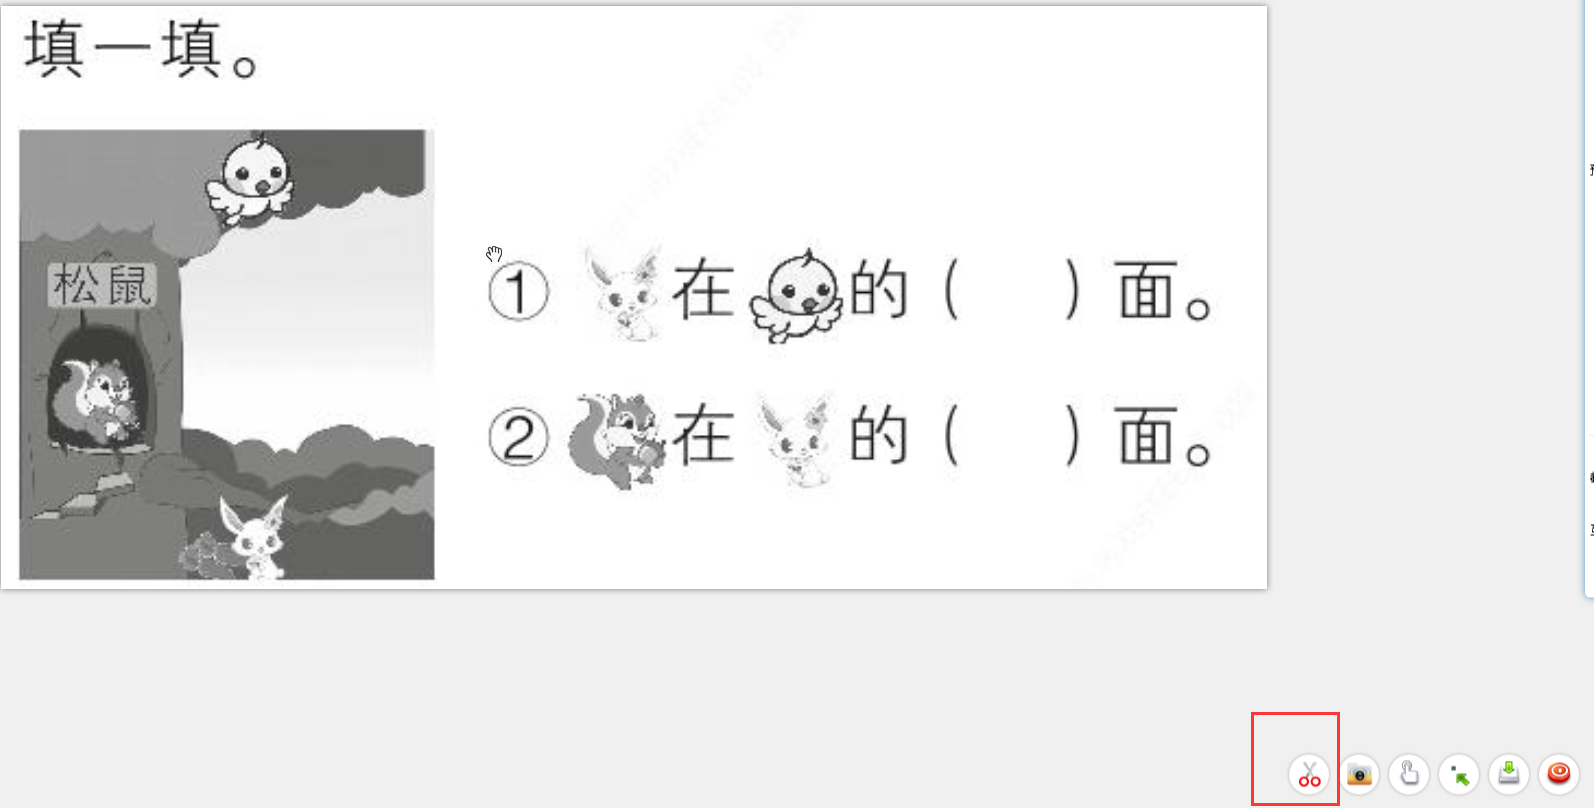 填一填。
松鼠
① 在 的（ ）面。
② 在 的（ ）面。